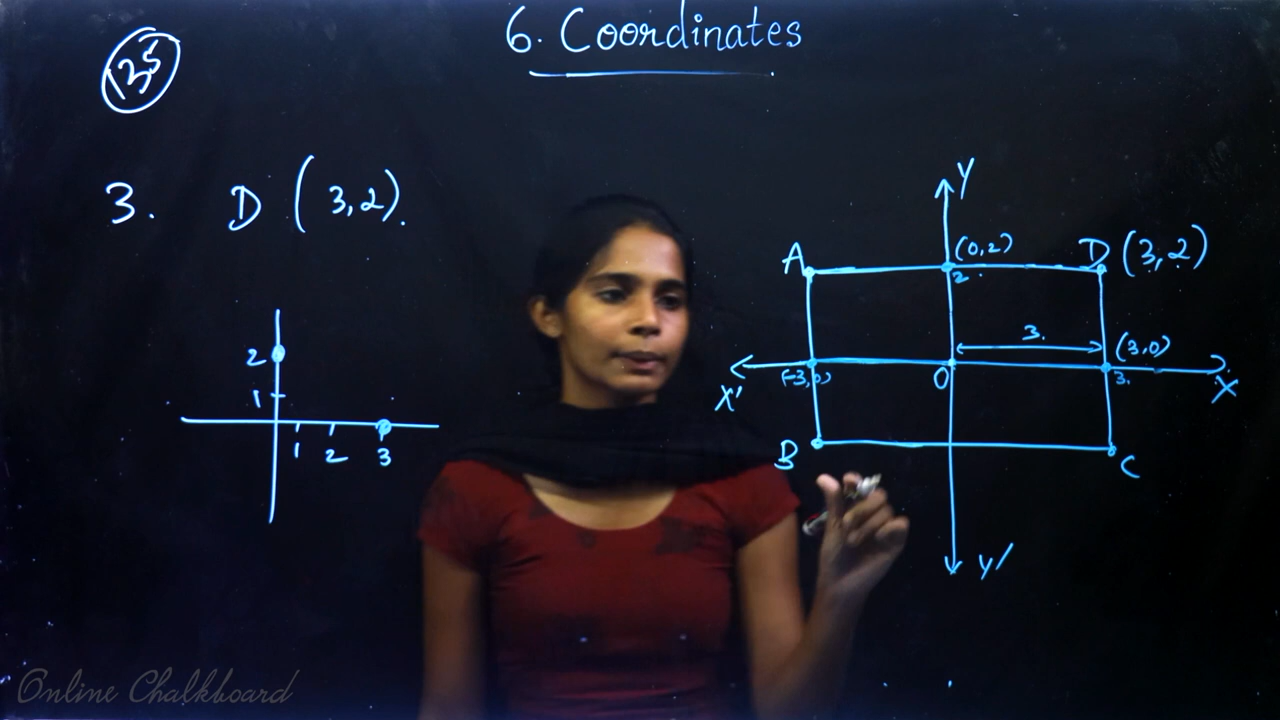 6. Coordinates
135
3. D (3,2).
2
1
1 2 3
Y
(0,2)
A
D (3,2)
2
3.
(3,0)
(-3,0)
O
3.
X'
X
B
C
Y'
Online Chalkboard